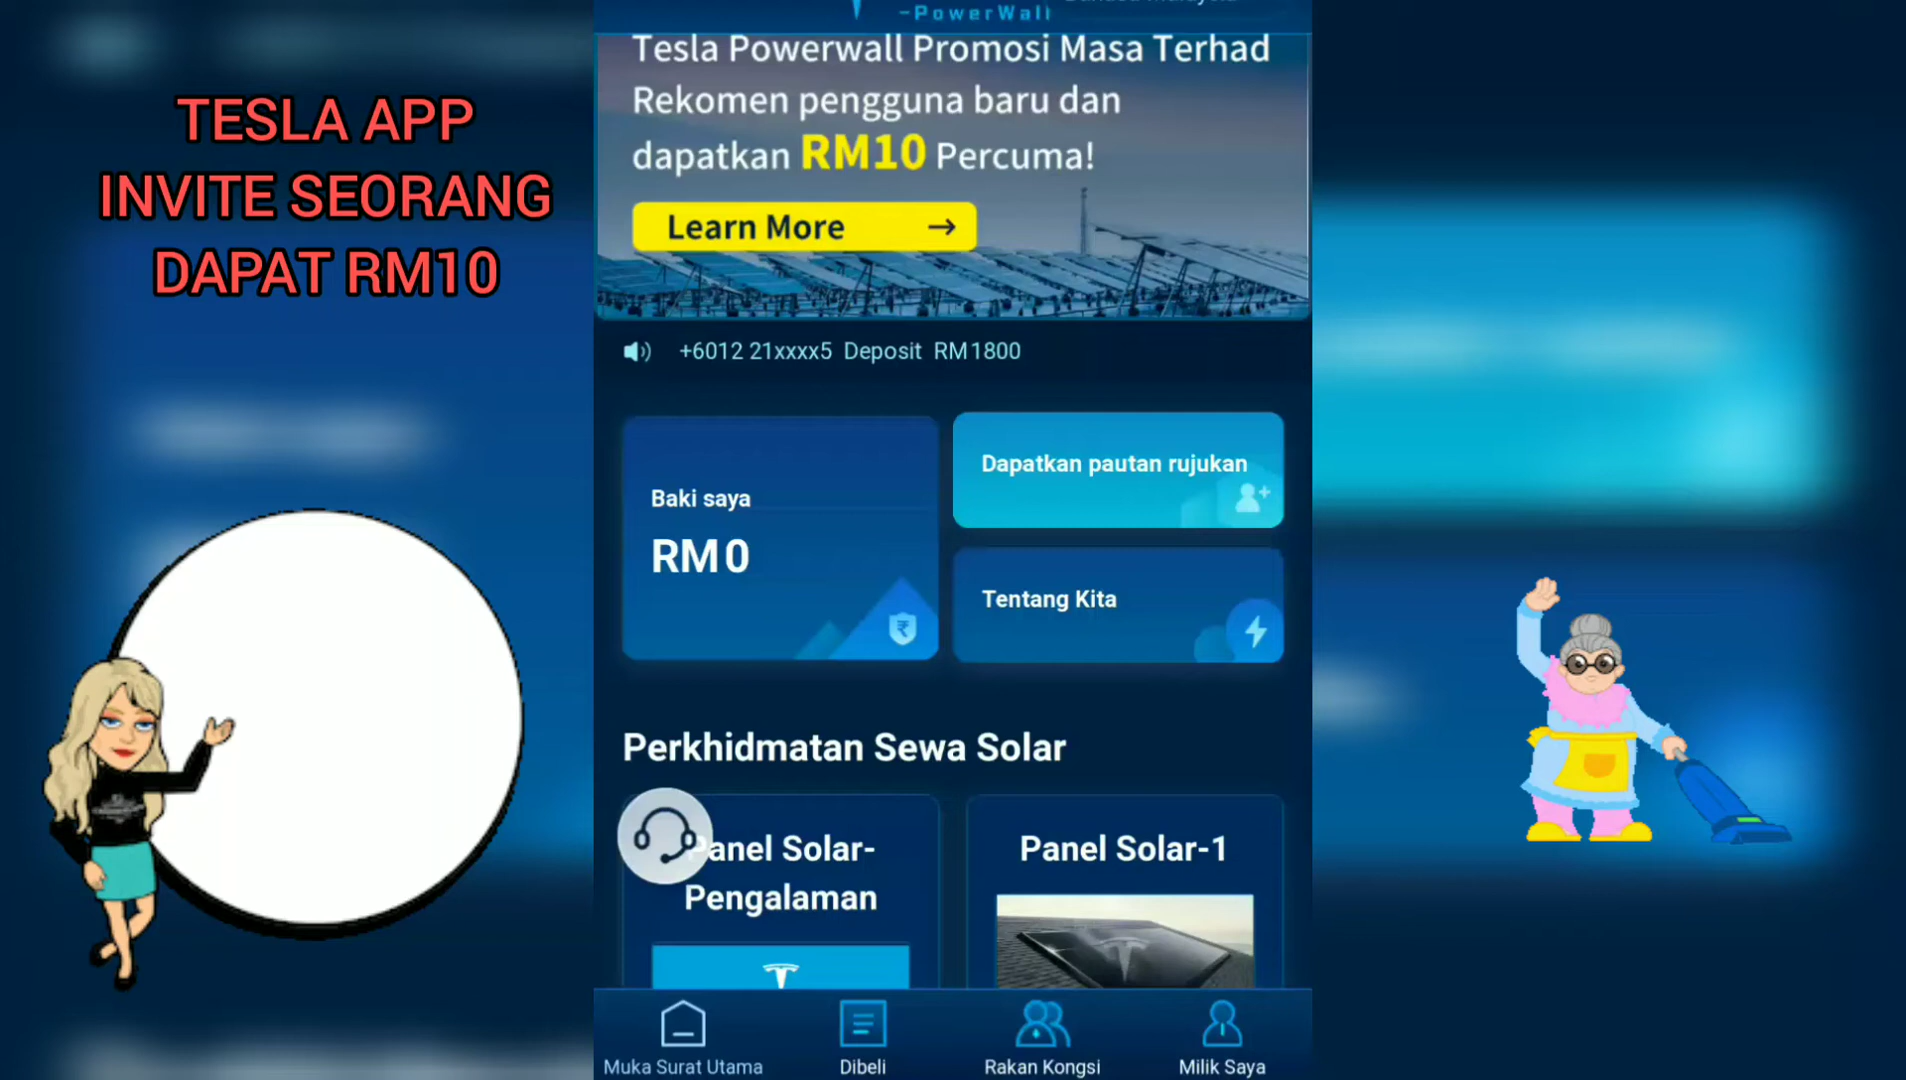 TESLA APP
INVITE SEORANG
DAPAT RM10
-PowerWall
Tesla Powerwall Promosi Masa Terhad
Rekomen pengguna baru dan
dapatkan RM10 Percuma!
Learn More →
+6012 21xxxx5 Deposit RM1800
Baki saya
RM0
Dapatkan pautan rujukan
Tentang Kita
Perkhidmatan Sewa Solar
Panel Solar-
Pengalaman
Panel Solar-1
Muka Surat Utama
Dibeli
Rakan Kongsi
Milik Saya